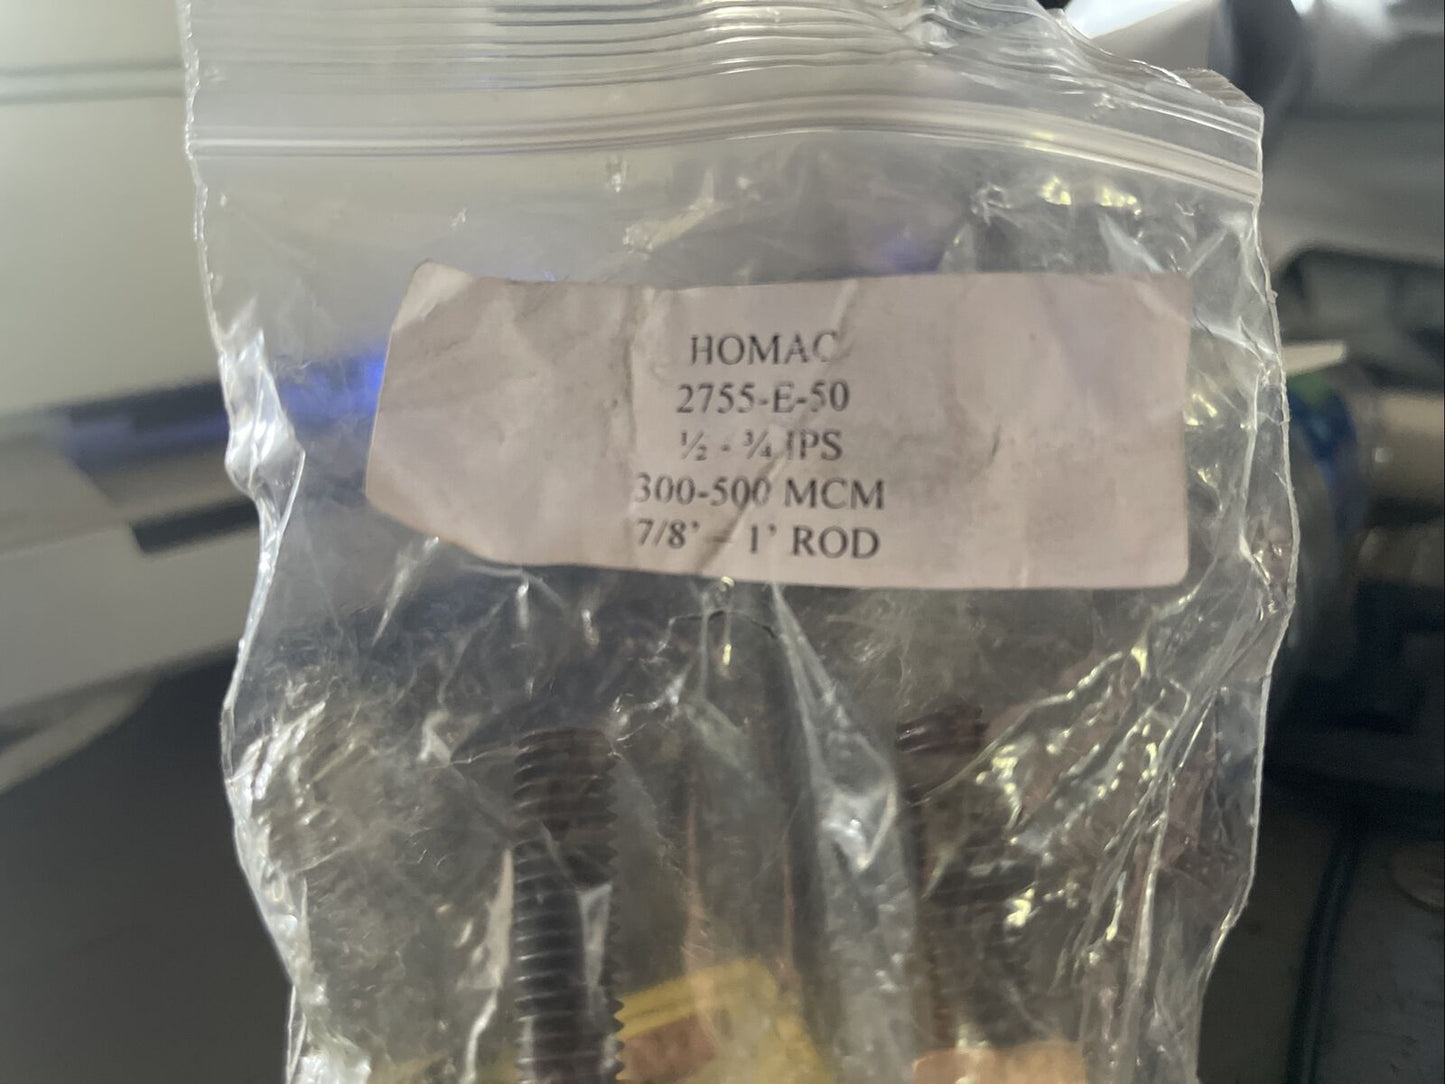 HOMAC
2755-E-50
½ - ¾ IPS
300-500 MCM
7/8’ – 1’ ROD